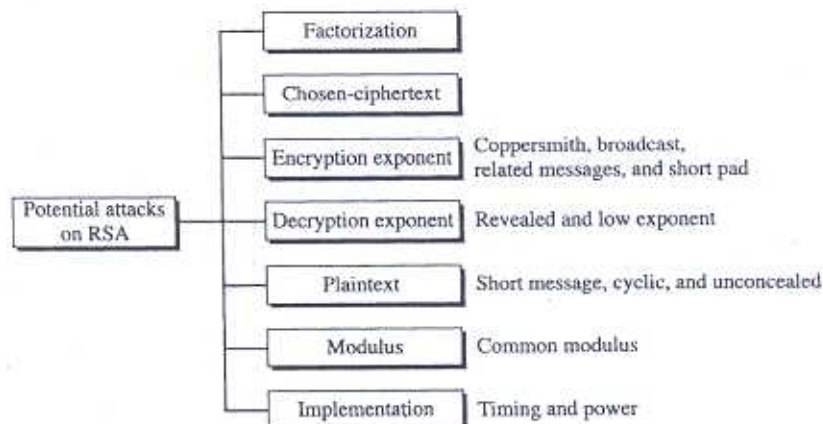 Factorization
Chosen-ciphertext
Encryption exponent
Coppersmith, broadcast,
related messages, and short pad
Potential attacks
on RSA
Decryption exponent
Revealed and low exponent
Plaintext
Short message, cyclic, and unconcealed
Modulus
Common modulus
Implementation
Timing and power